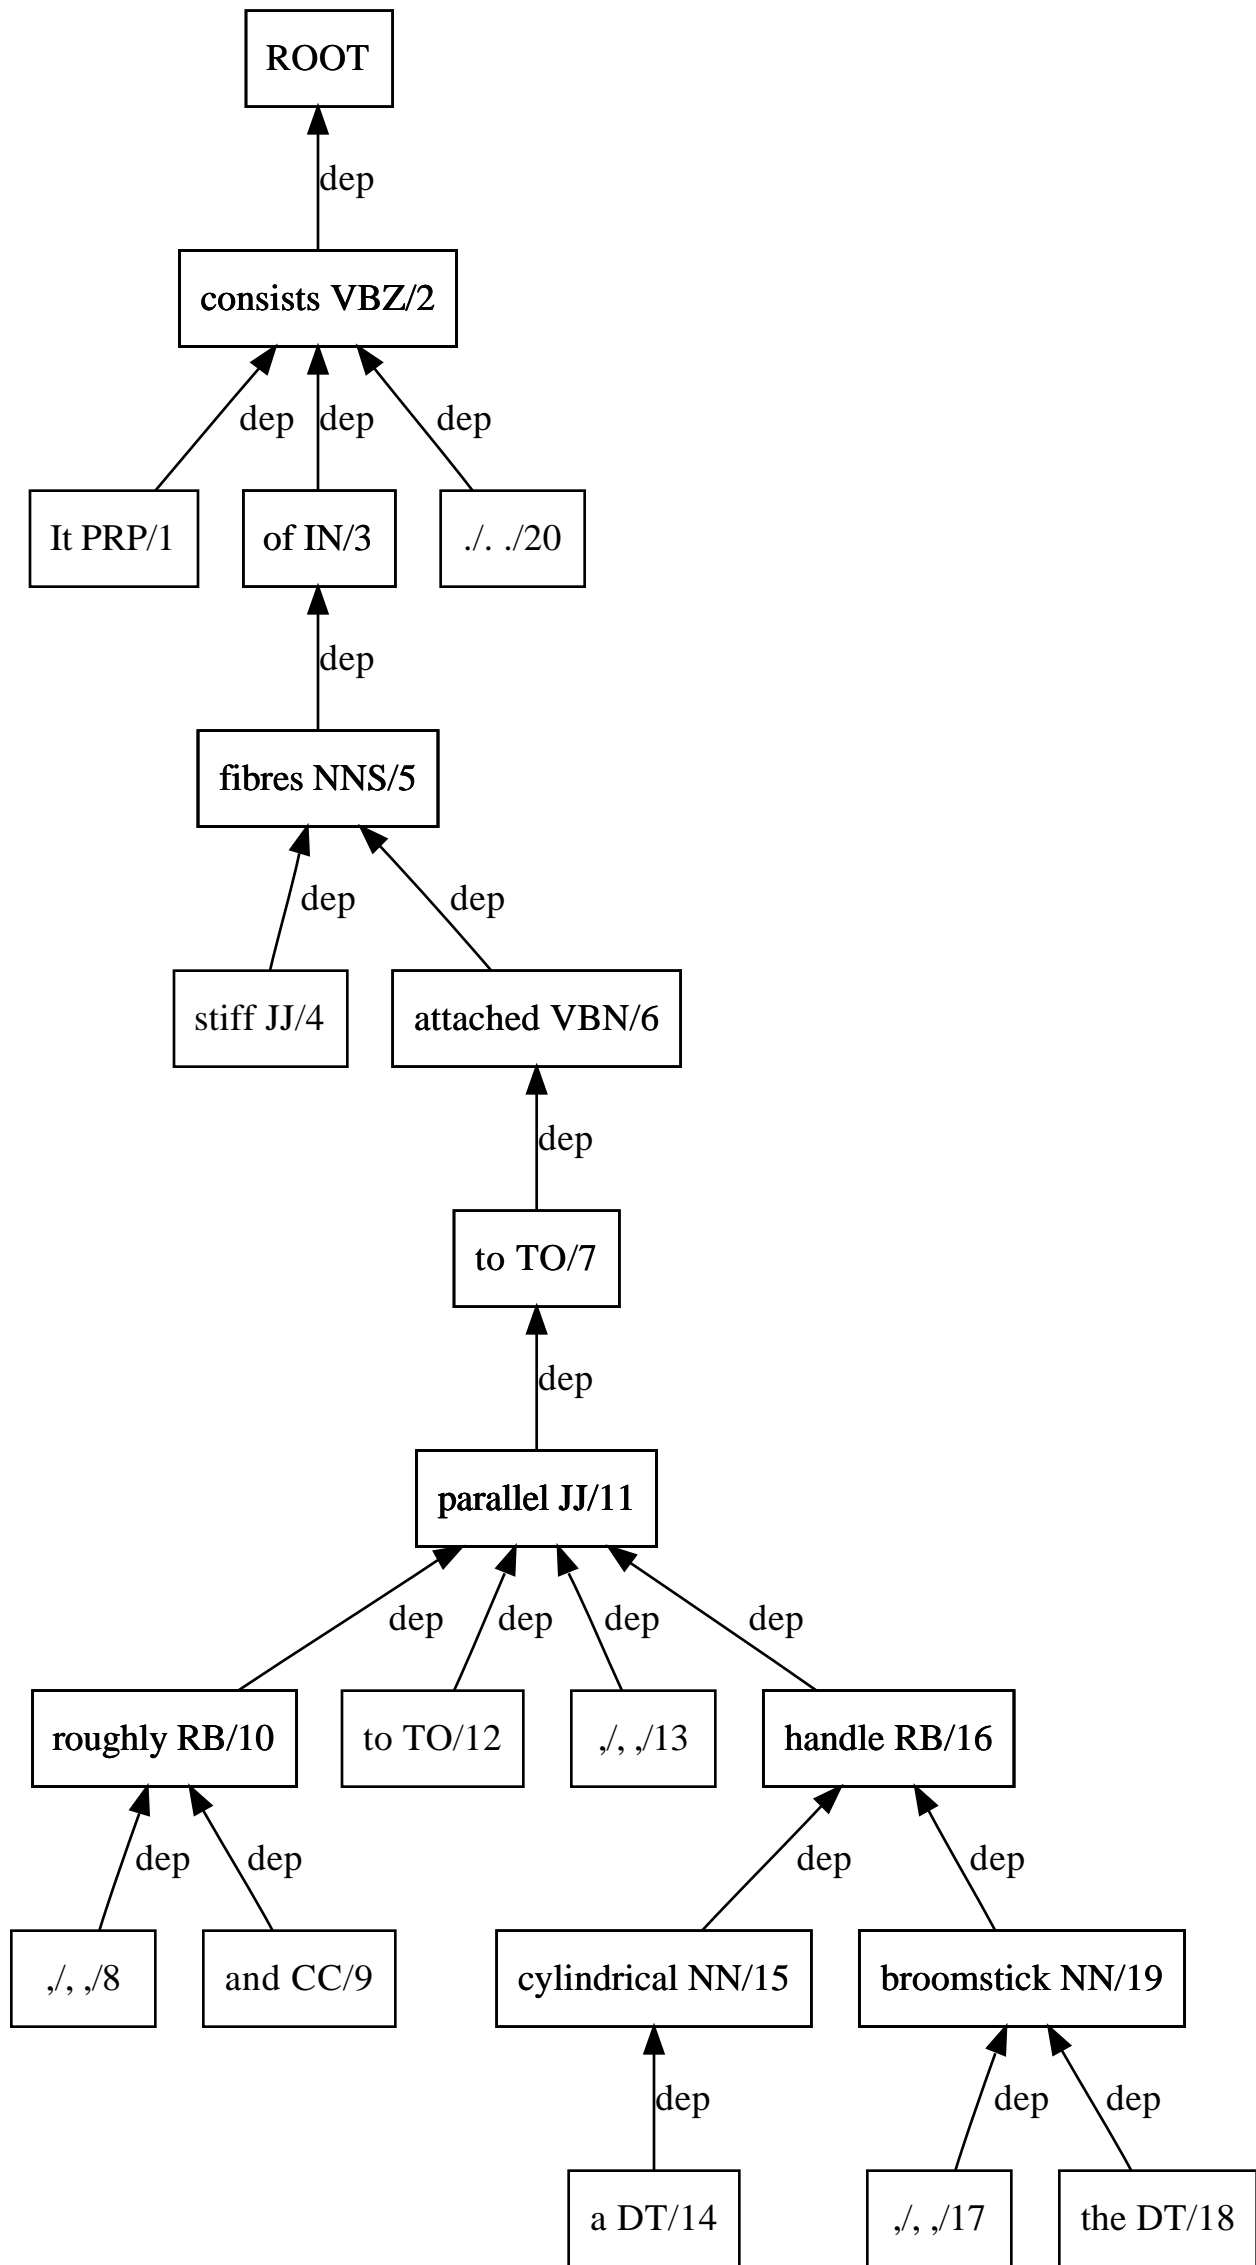 ROOT
dep
consists VBZ/2
dep dep dep
It PRP/1 of IN/3 ./. ./20
dep
fibres NNS/5
dep dep
stiff JJ/4 attached VBN/6
dep
to TO/7
dep
parallel JJ/11
dep dep dep dep
roughly RB/10 to TO/12 ,/, ,/13 handle RB/16
dep dep dep dep
,/, ,/8 and CC/9 cylindrical NN/15 broomstick NN/19
dep dep dep
a DT/14 ,/, ,/17 the DT/18